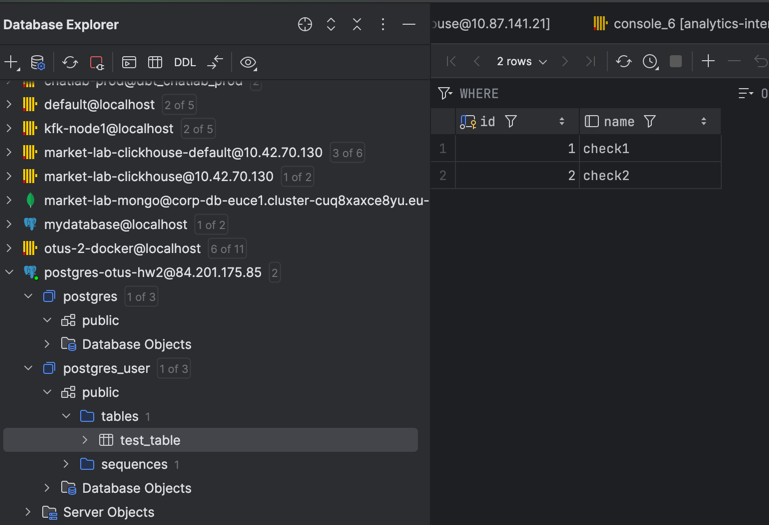 Database Explorer
DDL
chatlab-prod@dbt_chatlab_prod 2
default@localhost 2 of 5
kfk-node1@localhost 2 of 5
market-lab-clickhouse-default@10.42.70.130 3 of 6
market-lab-clickhouse@10.42.70.130 1 of 2
market-lab-mongo@corp-db-euce1.cluster-cuq8xaxce8yu.eu-
mydatabase@localhost 1 of 2
otus-2-docker@localhost 6 of 11
postgres-otus-hw2@84.201.175.85 2
postgres 1 of 3
public
Database Objects
postgres_user 1 of 3
public
tables 1
test_table
sequences 1
Database Objects
Server Objects
ouse@10.87.141.21] console_6 [analytics-inter
2 rows
WHERE O
id name
1 1 check1
2 2 check2